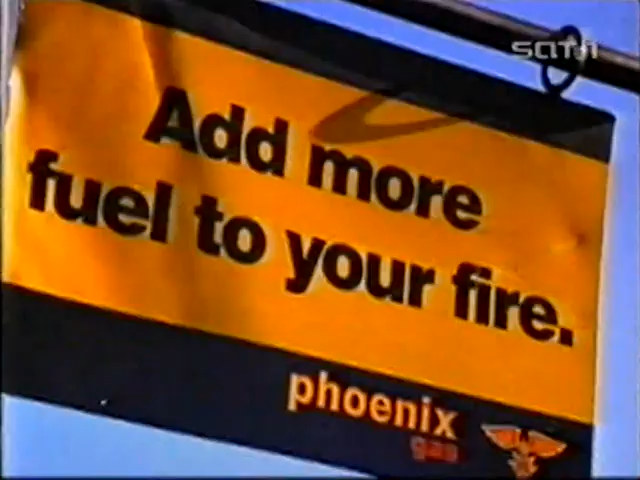 SAT.1
Add more
fuel to your fire.
phoenix
gas